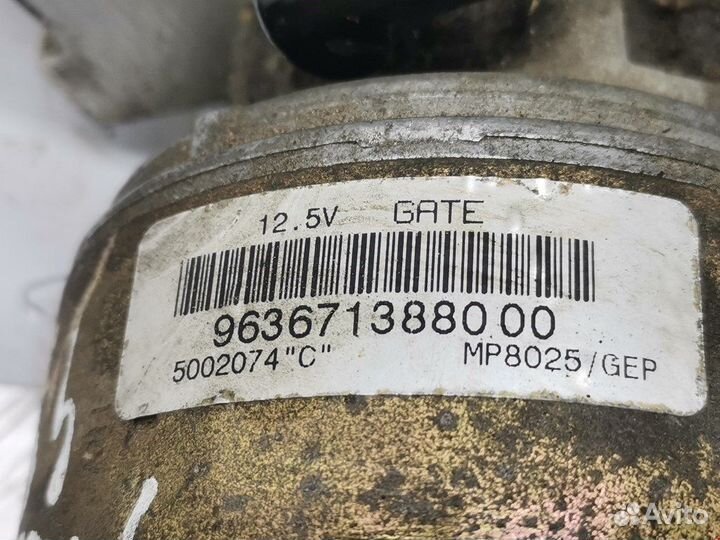 12.5V GATE
963671388000
5002074"C" MP8025/GEP
Avito